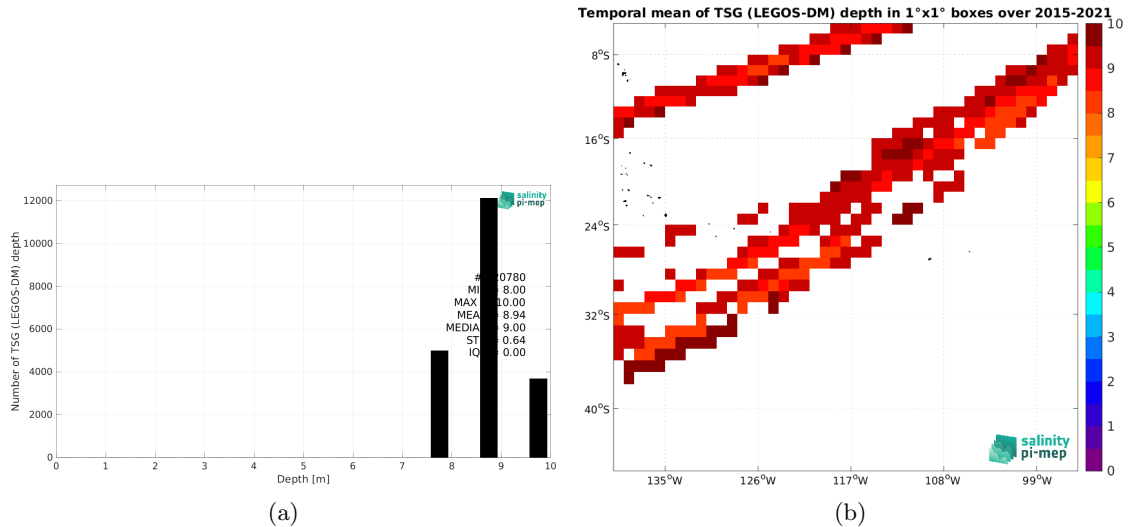 Temporal mean of TSG (LEGOS-DM) depth in 1°x1° boxes over 2015-2021
Number of TSG (LEGOS-DM) depth
12000
10000
8000
6000
4000
2000
0
salinity
pi-mep
20780
= 8.00
MAX 10.00
= 8.94
MEDIA = 9.00
= 0.64
= 0.00
0 1 2 3 4 5 6 7 8 9 10
Depth [m]
(a)
8°S
16°S
24°S
32°S
40°S
135°W 126°W 117°W 108°W 99°W
salinity
pi-mep
10
9
8
7
6
5
4
3
2
1
0
(b)